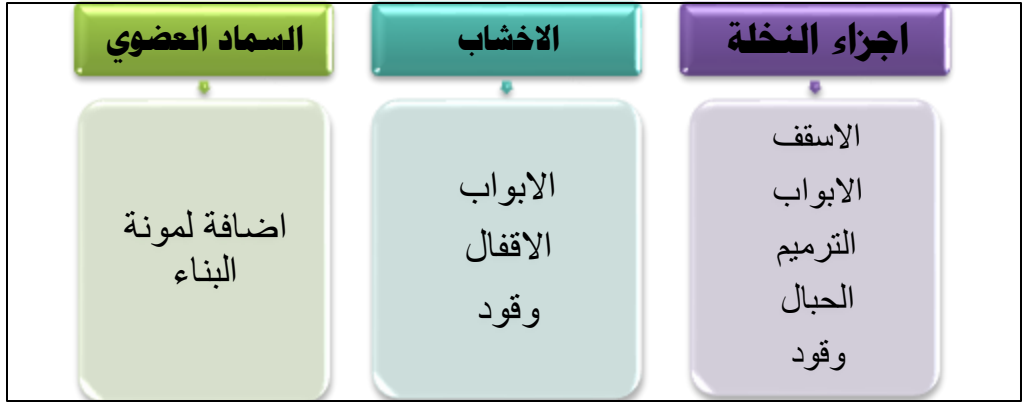 اجزاء النخلة
الاسقف
الابواب
الترميم
الحبال
وقود
الاخشاب
الابواب
الاقفال
وقود
السماد العضوي
اضافة لمونة
البناء